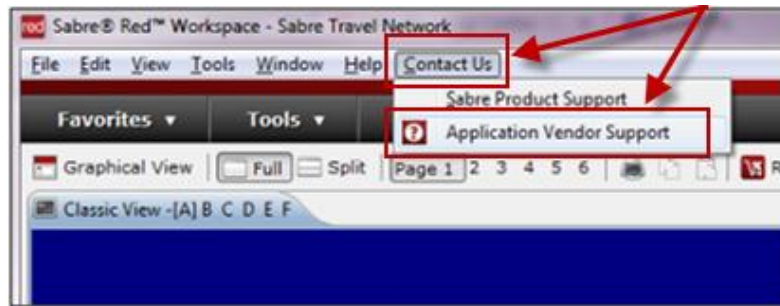 red Sabre® Red™ Workspace - Sabre Travel Network
File Edit View Tools Window Help Contact Us
Sabre Product Support
Favorites ▾ Tools ▾
Application Vendor Support
Graphical View Full Split Page 1 2 3 4 5 6 R
Classic View -[A] B C D E F